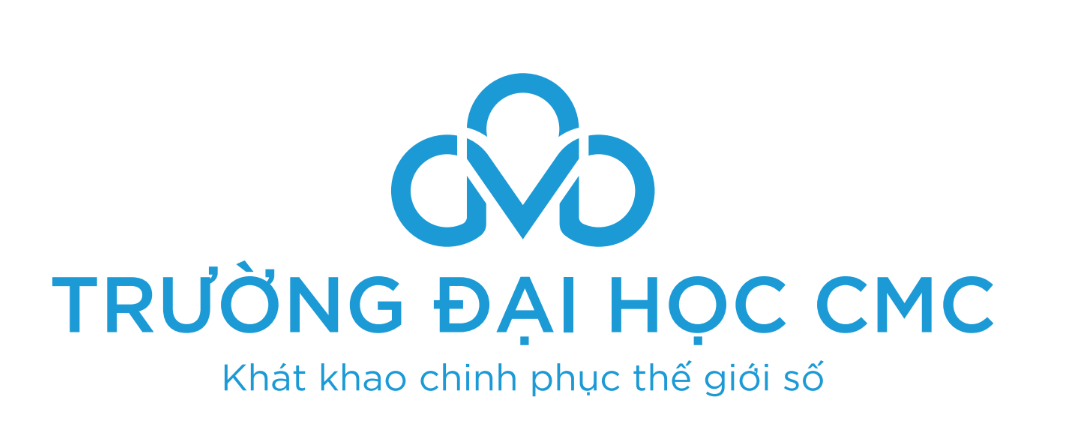 TRƯỜNG ĐẠI HỌC CMC
Khát khao chinh phục thế giới số